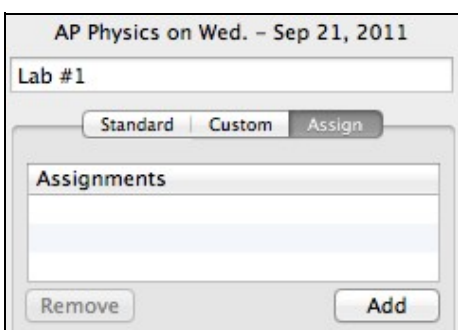 AP Physics on Wed. – Sep 21, 2011
Lab #1
Standard Custom Assign
Assignments
Remove Add